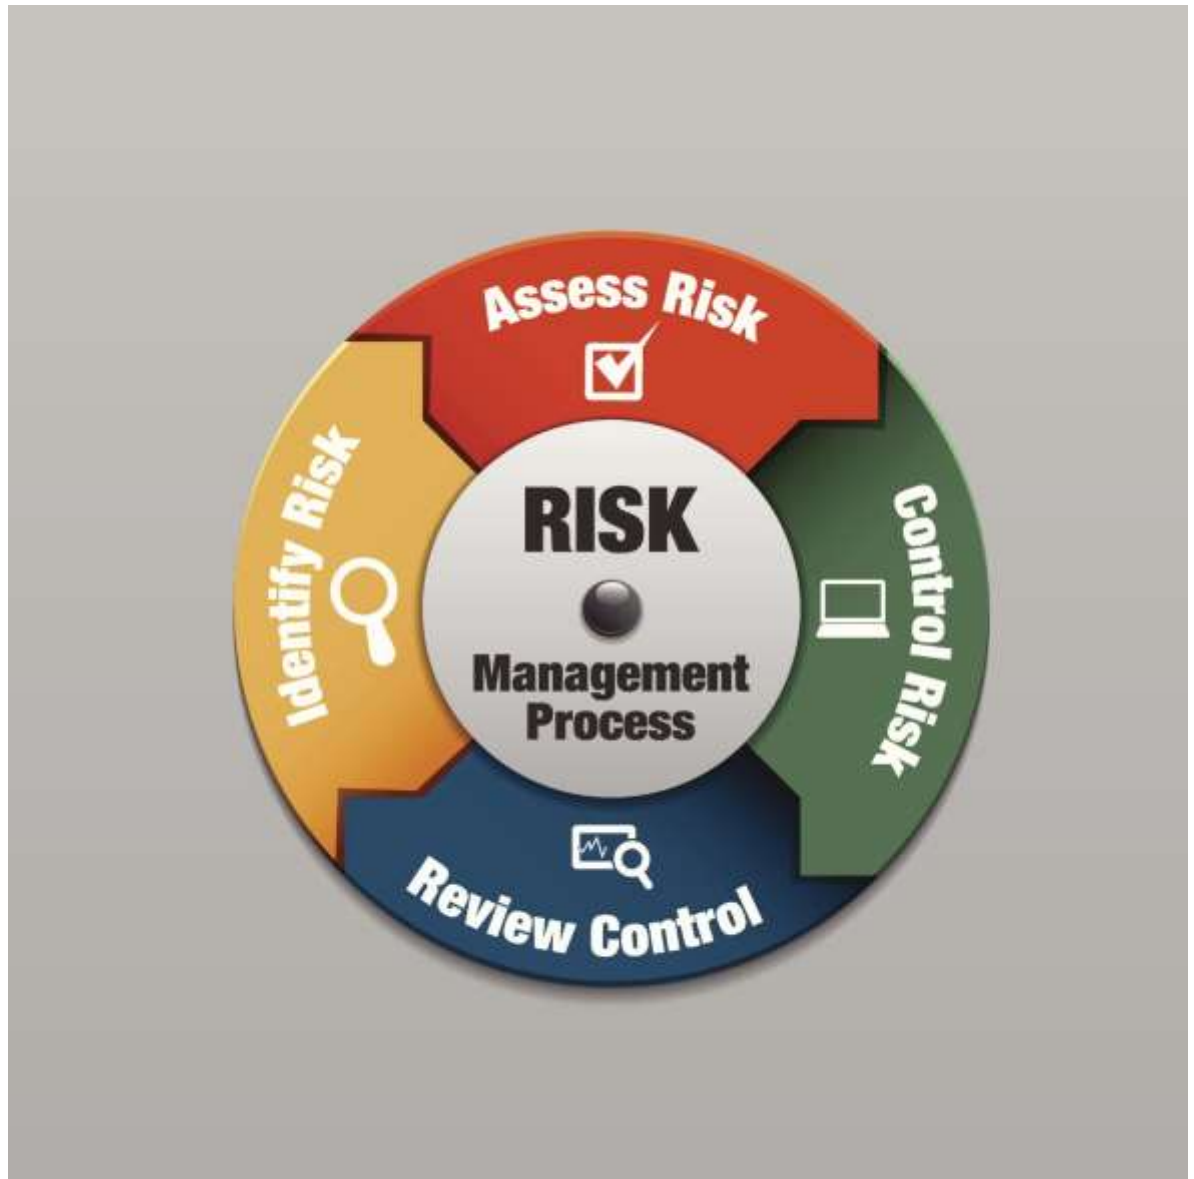 Assess Risk
Identify Risk
Control Risk
RISK
Management
Process
Review Control